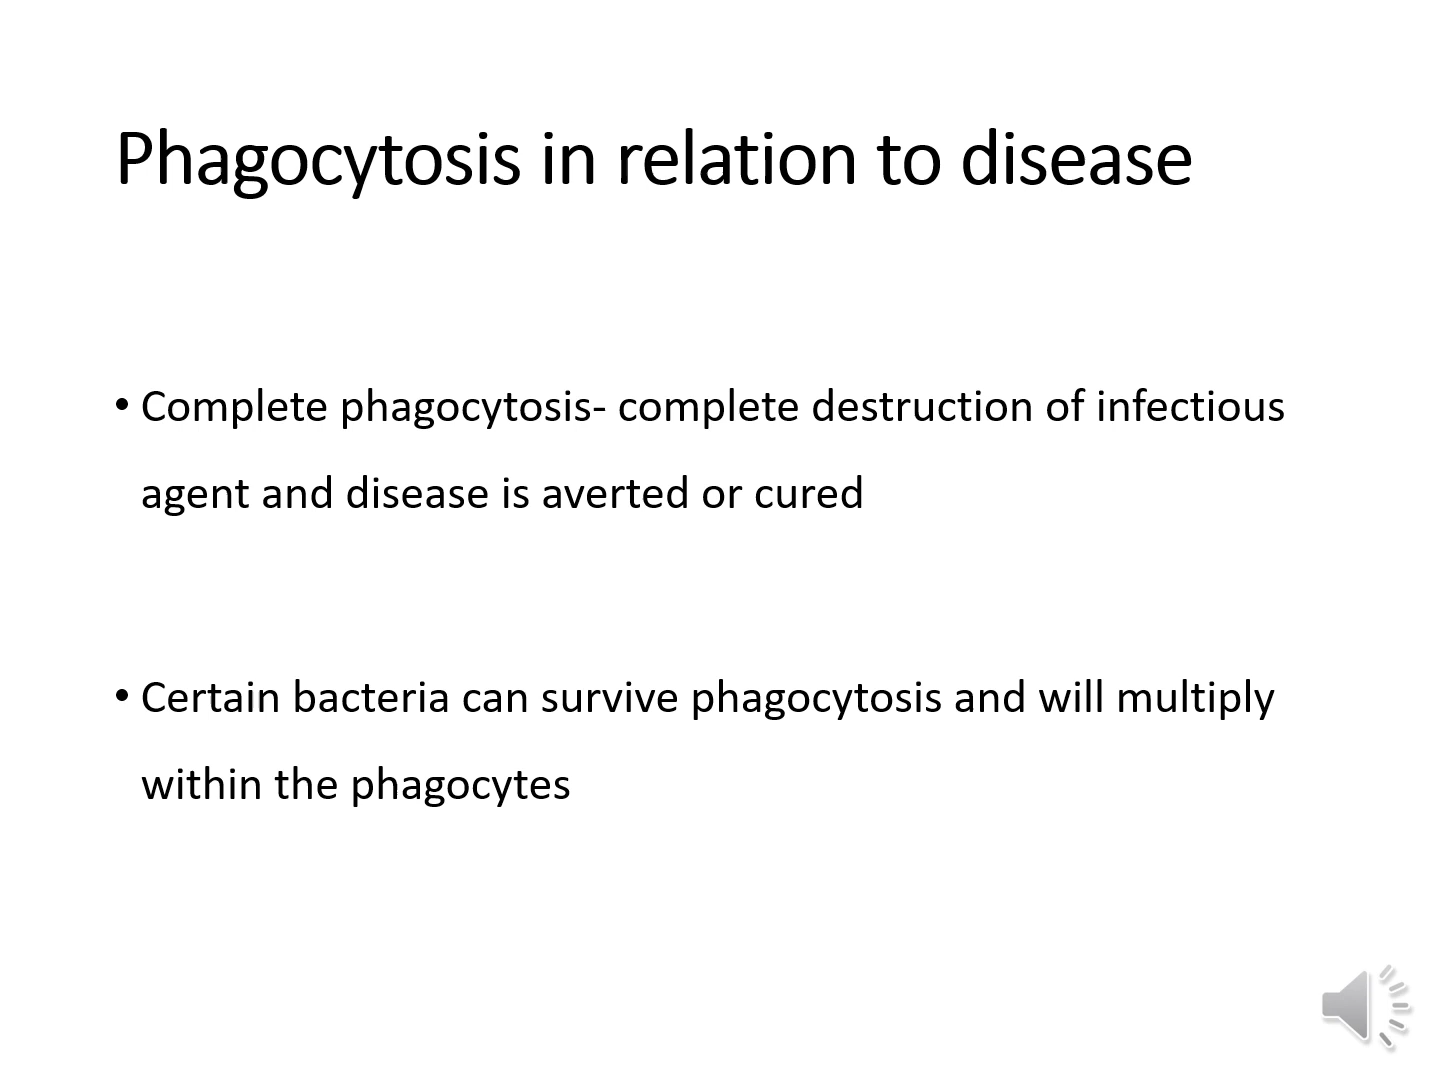 Phagocytosis in relation to disease
• Complete phagocytosis- complete destruction of infectious
agent and disease is averted or cured
• Certain bacteria can survive phagocytosis and will multiply
within the phagocytes